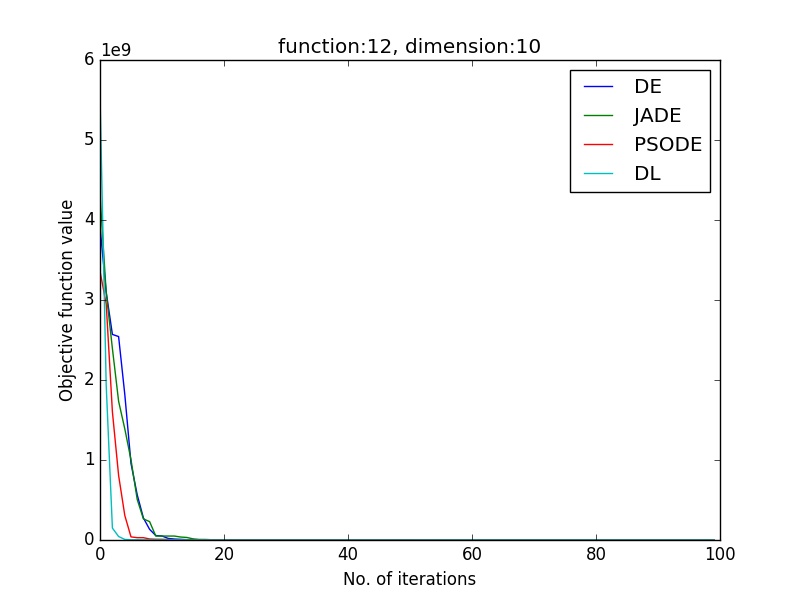 function:12, dimension:10
1e9
6
5
4
3
2
1
0
Objective function value
DE
JADE
PSODE
DL
0 20 40 60 80 100
No. of iterations